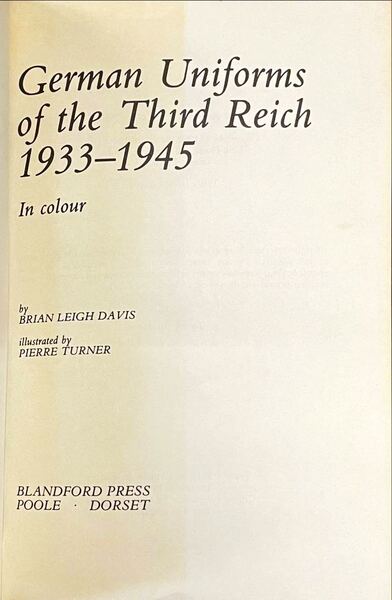 German Uniforms
of the Third Reich
1933–1945
In colour
by
BRIAN LEIGH DAVIS
illustrated by
PIERRE TURNER
BLANDFORD PRESS
POOLE · DORSET